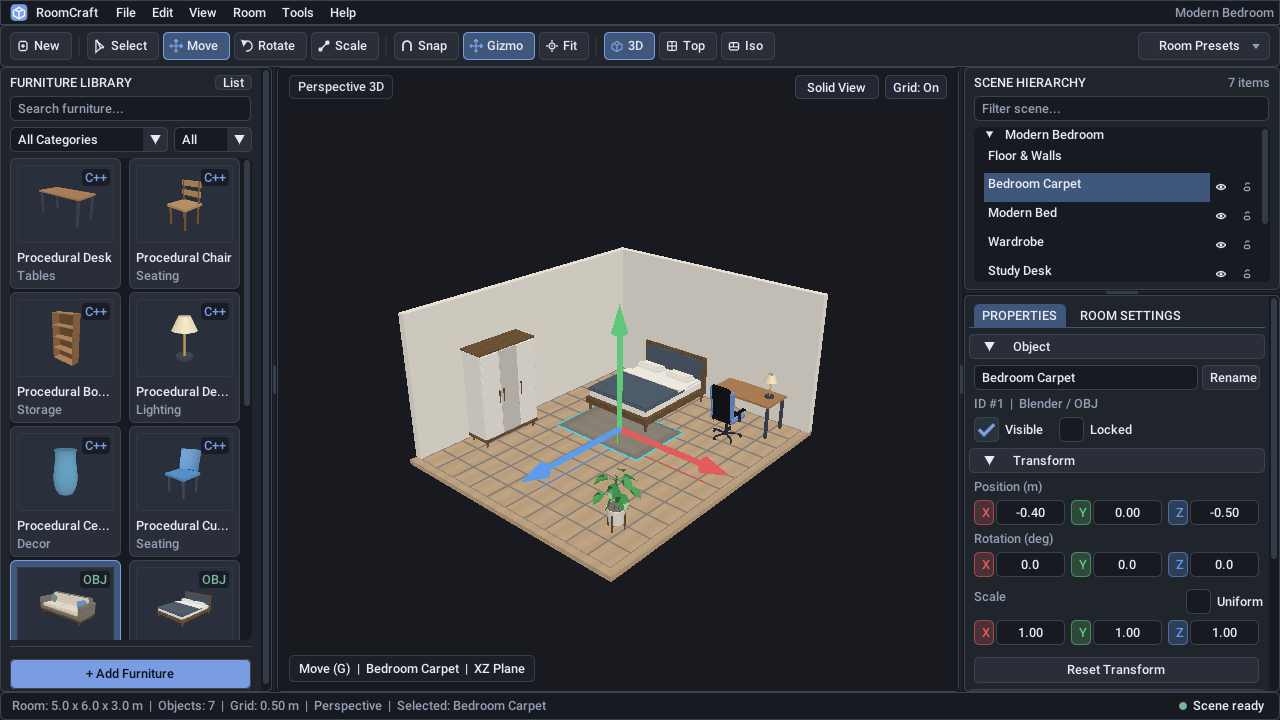 RoomCraft File Edit View Room Tools Help Modern Bedroom
New Select Move Rotate Scale Snap Gizmo Fit 3D Top Iso Room Presets
FURNITURE LIBRARY List
Search furniture...
All Categories All
C++ C++
Procedural Desk Procedural Chair
Tables Seating
C++ C++
Procedural Bo... Procedural De...
Storage Lighting
C++ C++
Procedural Ce... Procedural Cu...
Decor Seating
OBJ OBJ
+ Add Furniture
Perspective 3D Solid View Grid: On
Move (G) | Bedroom Carpet | XZ Plane
SCENE HIERARCHY 7 items
Filter scene...
Modern Bedroom
Floor & Walls
Bedroom Carpet
Modern Bed
Wardrobe
Study Desk
PROPERTIES ROOM SETTINGS
Object
Bedroom Carpet Rename
ID #1 | Blender / OBJ
Visible Locked
Transform
Position (m)
X -0.40 Y 0.00 Z -0.50
Rotation (deg)
X 0.0 Y 0.0 Z 0.0
Scale Uniform
X 1.00 Y 1.00 Z 1.00
Reset Transform
Room: 5.0 x 6.0 x 3.0 m | Objects: 7 | Grid: 0.50 m | Perspective | Selected: Bedroom Carpet Scene ready